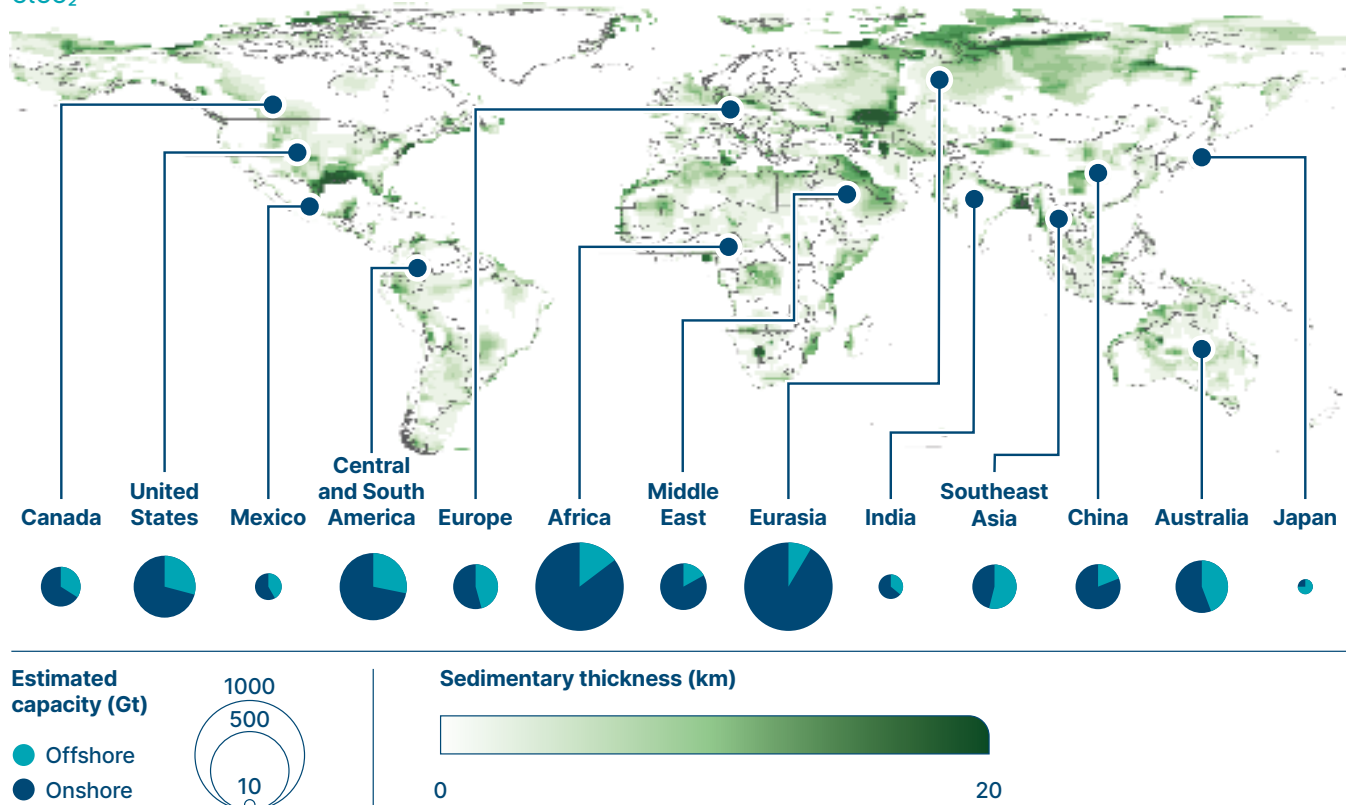 Canada
United
States
Mexico
Central
and South
America
Europe
Africa
Middle
East
Eurasia
India
Southeast
Asia
China
Australia
Japan
Estimated
capacity (Gt)
1000
500
10
Offshore
Onshore
Sedimentary thickness (km)
0
20